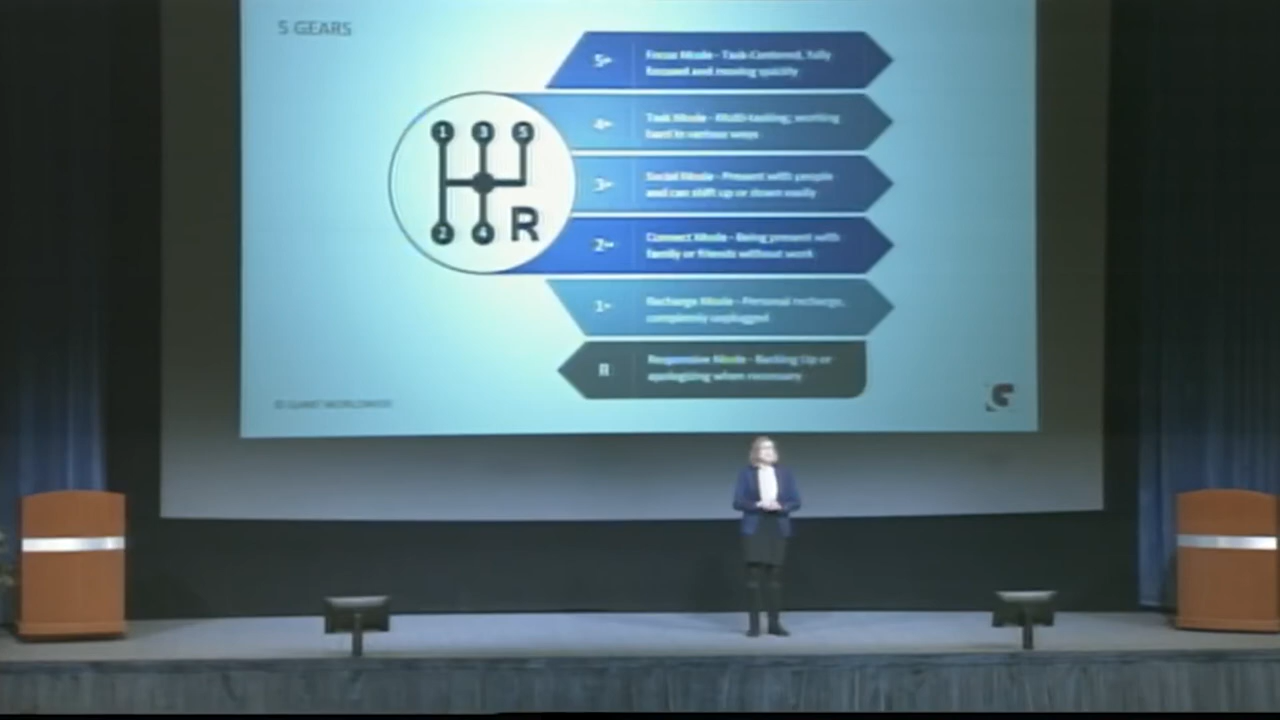 5 GEARS
5-
Focus Mode - Task-Centered, fully
focused and moving quickly
4-
Task Mode - Multi-tasking, working
hard in various ways
3-
Social Mode - Present with people
and can shift up or down easily
2-
Connect Mode - Being present with
family or friends without work
1-
Recharge Mode - Personal recharge,
completely unplugged
R
Responsive Mode - Backing Up or
apologizing when necessary
1 3 5
2 4 R
© GIANT WORLDWIDE